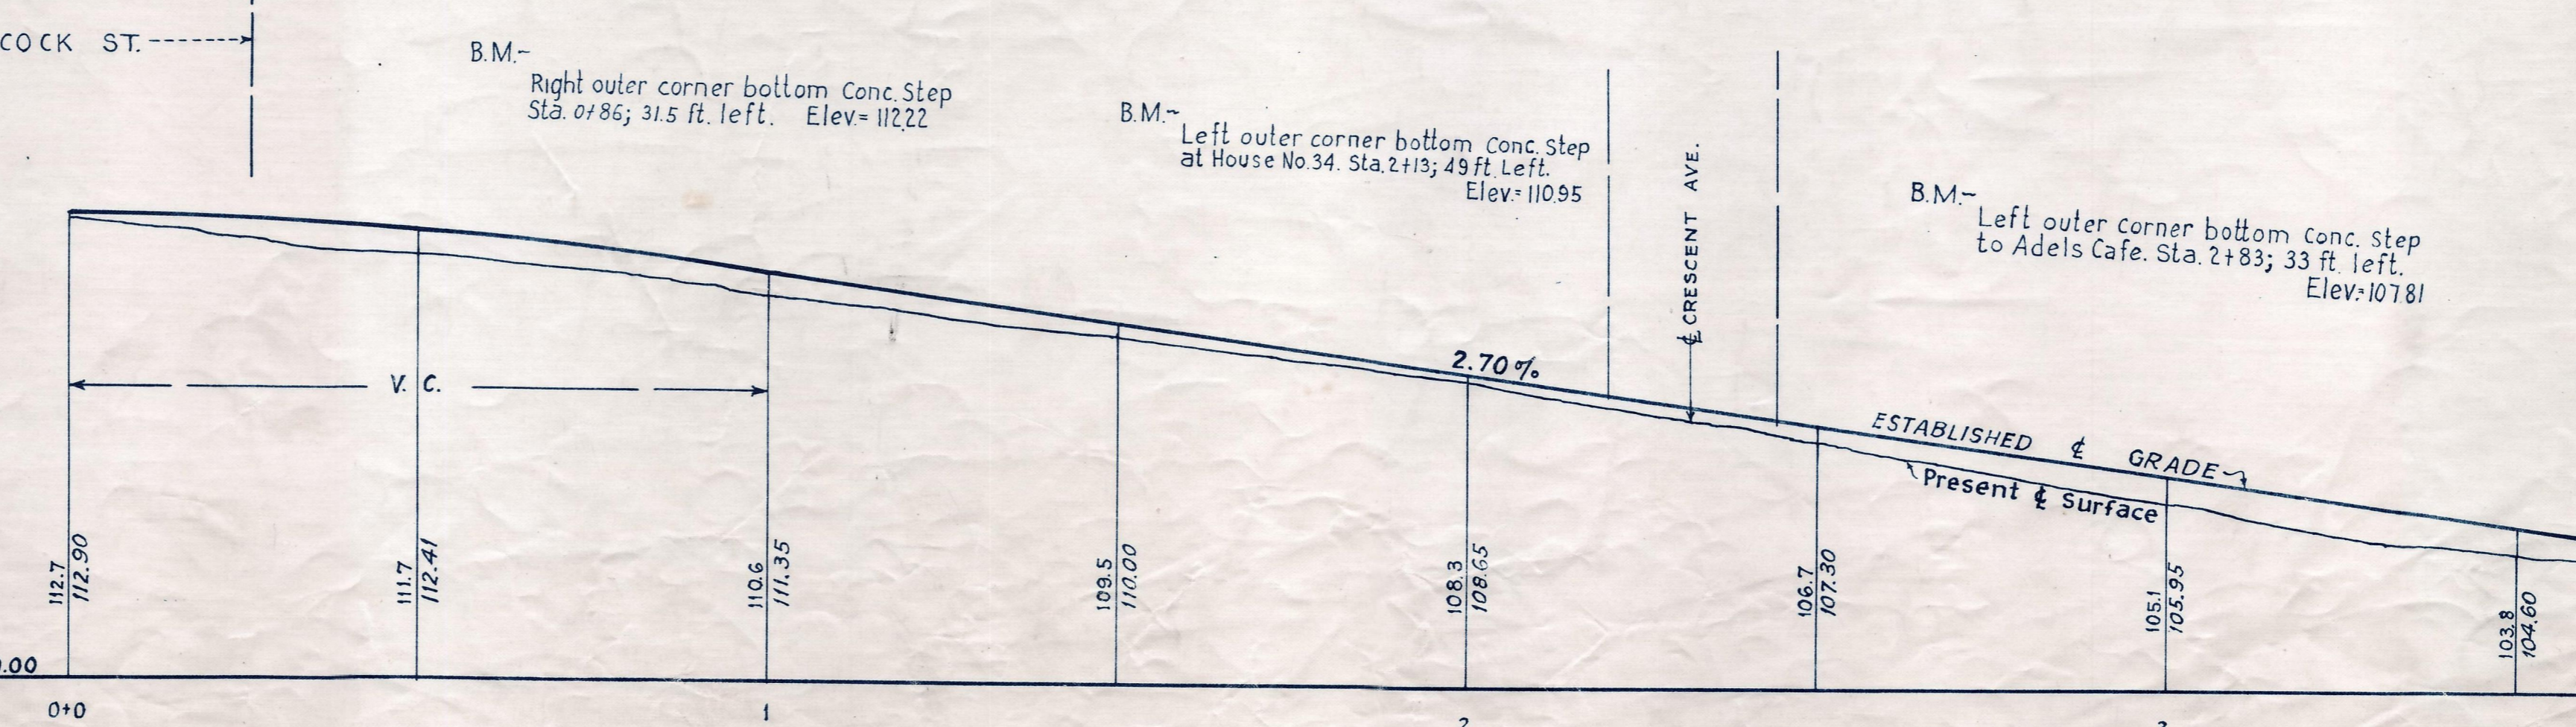 COCK ST.
B.M.~
Right outer corner bottom Conc. Step
Sta. 0+86; 31.5 ft. left. Elev.= 112.22
B.M.~
Left outer corner bottom Conc. Step
at House No.34. Sta. 2+13; 49 ft. Left.
Elev.= 110.95
℄ CRESCENT AVE.
B.M.~
Left outer corner bottom Conc. Step
to Adels Cafe. Sta. 2+83; 33 ft. left.
Elev.= 107.81
V. C.
2.70 %
ESTABLISHED ℄ GRADE
Present ℄ Surface
112.7
112.90
111.7
112.41
110.6
111.35
109.5
110.00
108.3
108.65
106.7
107.30
105.1
105.95
103.8
104.60
.00
0+0
1
2